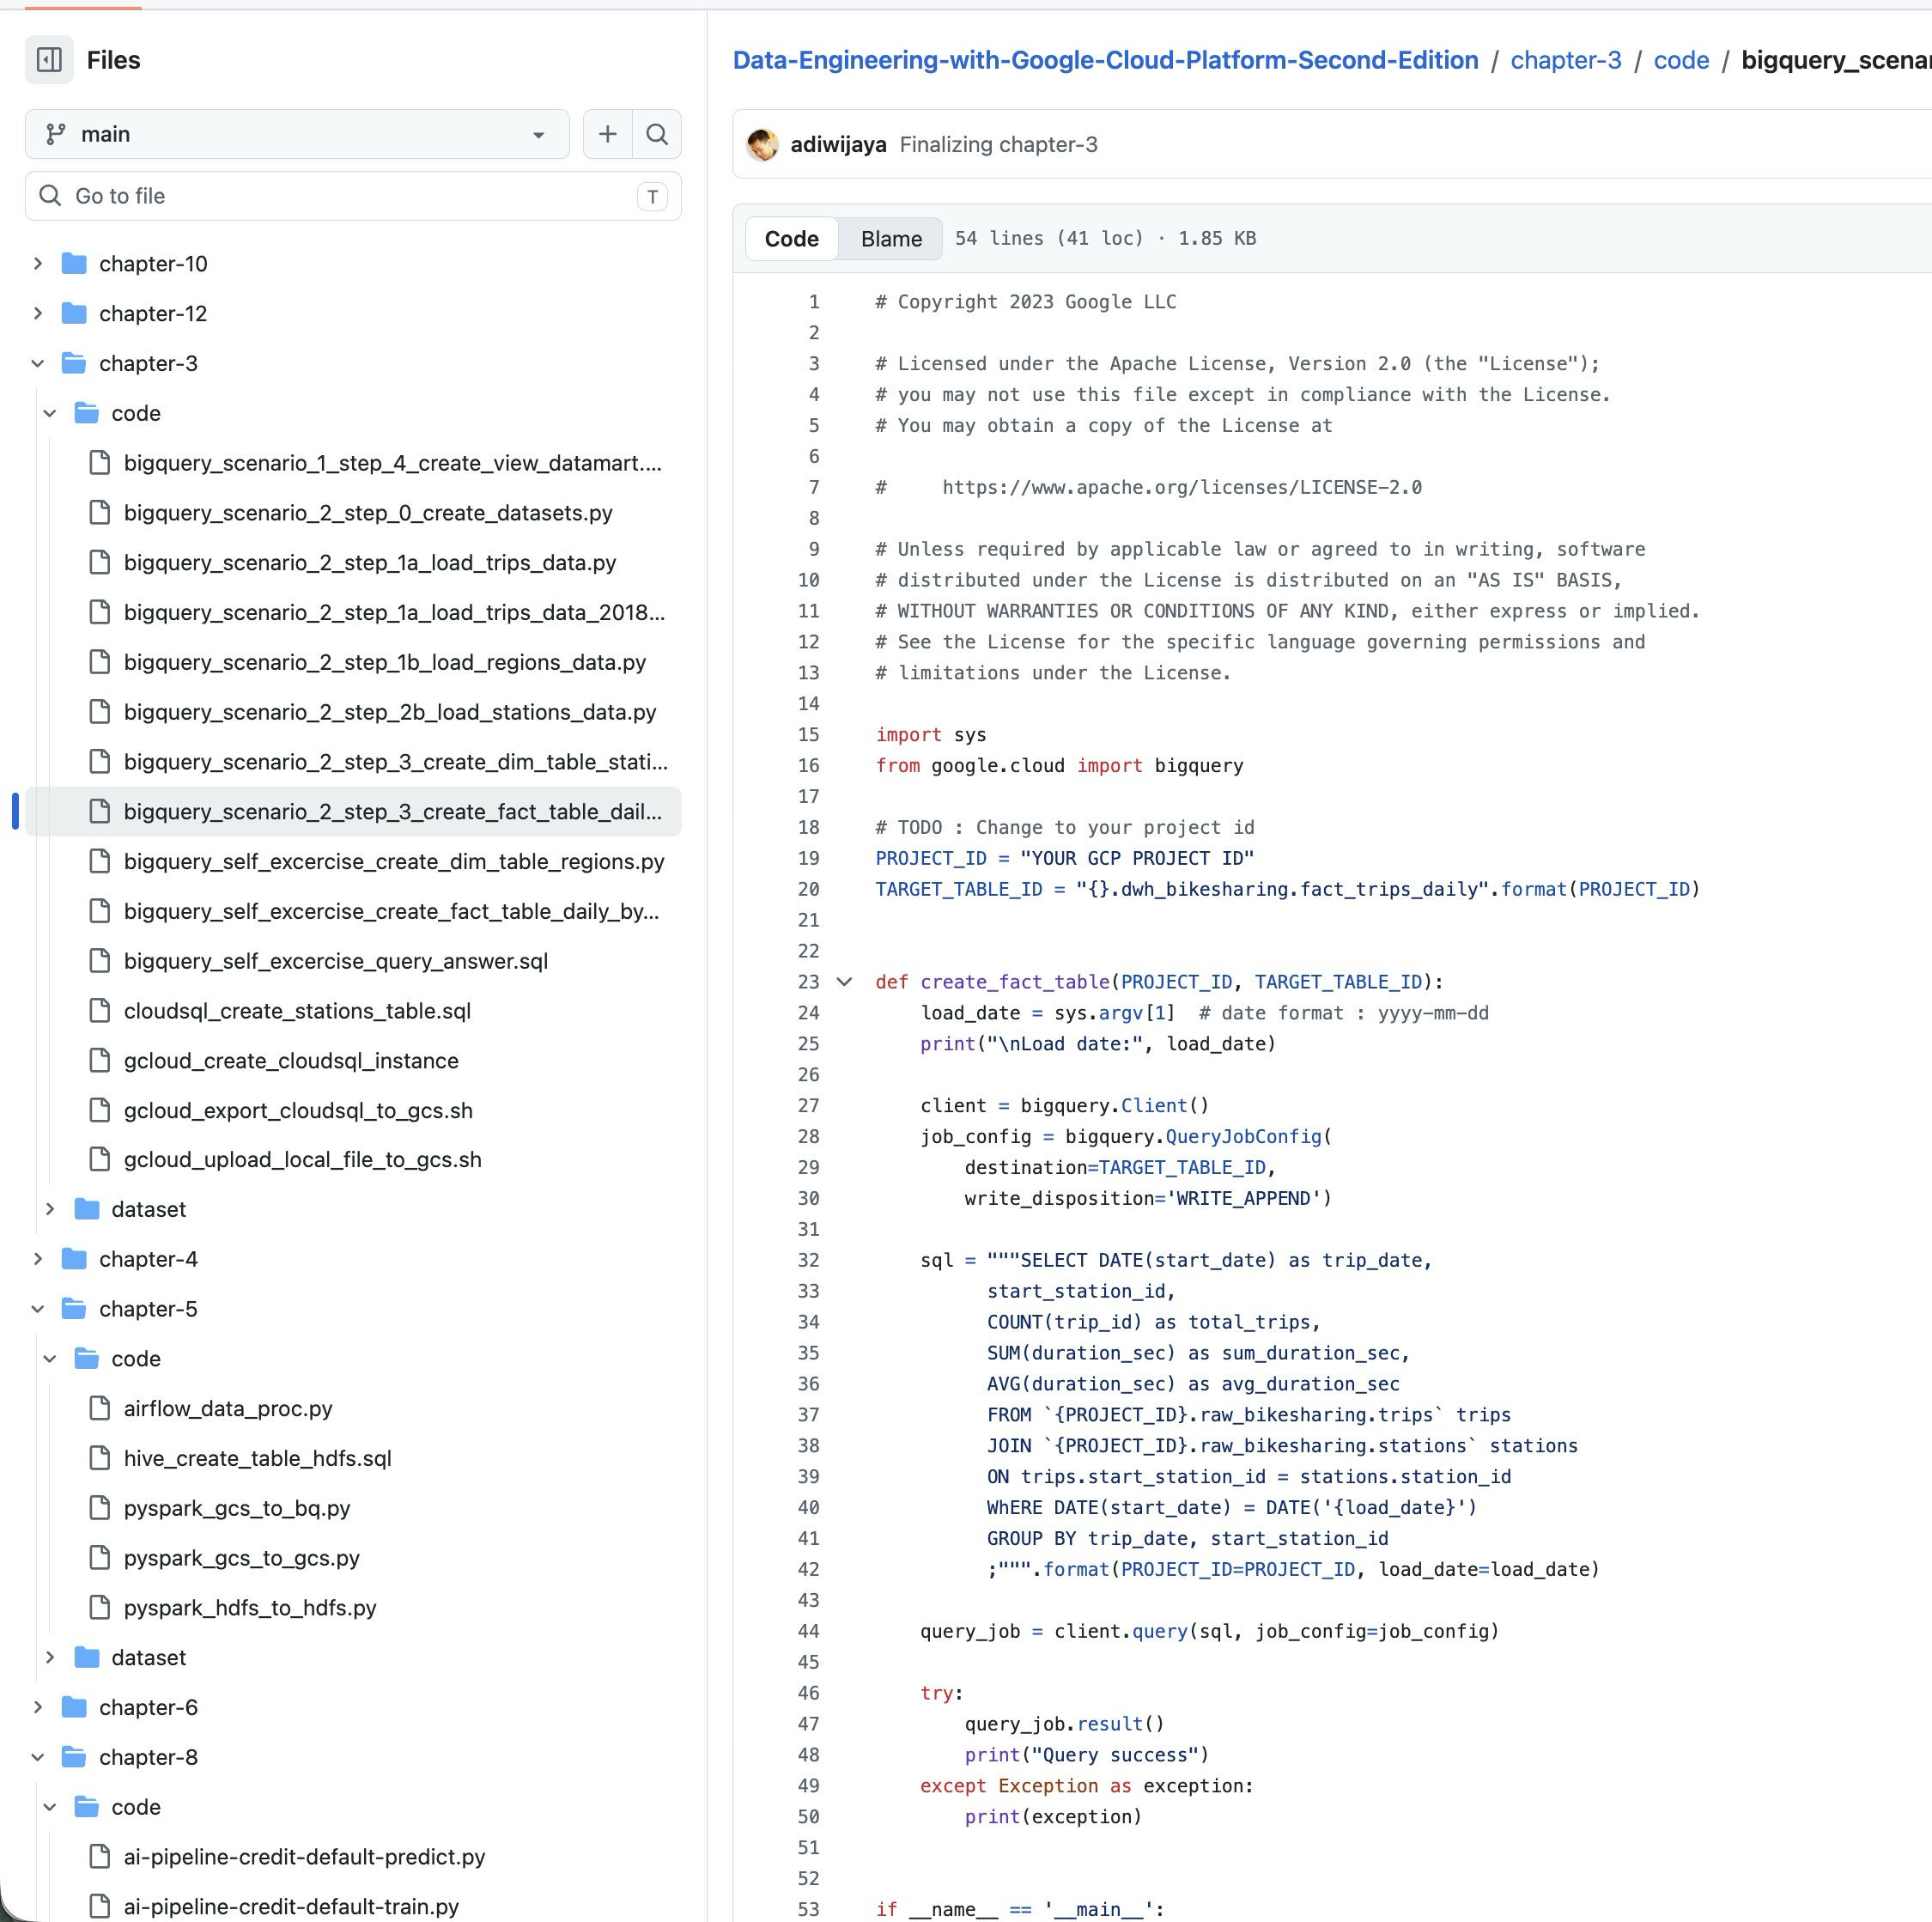 Files
main
Go to file
T
chapter-10
chapter-12
chapter-3
code
bigquery_scenario_1_step_4_create_view_datamart....
bigquery_scenario_2_step_0_create_datasets.py
bigquery_scenario_2_step_1a_load_trips_data.py
bigquery_scenario_2_step_1a_load_trips_data_2018...
bigquery_scenario_2_step_1b_load_regions_data.py
bigquery_scenario_2_step_2b_load_stations_data.py
bigquery_scenario_2_step_3_create_dim_table_stati...
bigquery_scenario_2_step_3_create_fact_table_dail...
bigquery_self_excercise_create_dim_table_regions.py
bigquery_self_excercise_create_fact_table_daily_by...
bigquery_self_excercise_query_answer.sql
cloudsql_create_stations_table.sql
gcloud_create_cloudsql_instance
gcloud_export_cloudsql_to_gcs.sh
gcloud_upload_local_file_to_gcs.sh
dataset
chapter-4
chapter-5
code
airflow_data_proc.py
hive_create_table_hdfs.sql
pyspark_gcs_to_bq.py
pyspark_gcs_to_gcs.py
pyspark_hdfs_to_hdfs.py
dataset
chapter-6
chapter-8
code
ai-pipeline-credit-default-predict.py
ai-pipeline-credit-default-train.py
Data-Engineering-with-Google-Cloud-Platform-Second-Edition / chapter-3 / code / bigquery_scenar
adiwijaya Finalizing chapter-3
Code Blame 54 lines (41 loc) · 1.85 KB
1 # Copyright 2023 Google LLC
2
3 # Licensed under the Apache License, Version 2.0 (the "License");
4 # you may not use this file except in compliance with the License.
5 # You may obtain a copy of the License at
6
7 #     https://www.apache.org/licenses/LICENSE-2.0
8
9 # Unless required by applicable law or agreed to in writing, software
10 # distributed under the License is distributed on an "AS IS" BASIS,
11 # WITHOUT WARRANTIES OR CONDITIONS OF ANY KIND, either express or implied.
12 # See the License for the specific language governing permissions and
13 # limitations under the License.
14
15 import sys
16 from google.cloud import bigquery
17
18 # TODO : Change to your project id
19 PROJECT_ID = "YOUR GCP PROJECT ID"
20 TARGET_TABLE_ID = "{}.dwh_bikesharing.fact_trips_daily".format(PROJECT_ID)
21
22
23 def create_fact_table(PROJECT_ID, TARGET_TABLE_ID):
24     load_date = sys.argv[1]  # date format : yyyy-mm-dd
25     print("\nLoad date:", load_date)
26
27     client = bigquery.Client()
28     job_config = bigquery.QueryJobConfig(
29         destination=TARGET_TABLE_ID,
30         write_disposition='WRITE_APPEND')
31
32     sql = """SELECT DATE(start_date) as trip_date,
33           start_station_id,
34           COUNT(trip_id) as total_trips,
35           SUM(duration_sec) as sum_duration_sec,
36           AVG(duration_sec) as avg_duration_sec
37           FROM `{PROJECT_ID}.raw_bikesharing.trips` trips
38           JOIN `{PROJECT_ID}.raw_bikesharing.stations` stations
39           ON trips.start_station_id = stations.station_id
40           WhERE DATE(start_date) = DATE('{load_date}')
41           GROUP BY trip_date, start_station_id
42           ;""".format(PROJECT_ID=PROJECT_ID, load_date=load_date)
43
44     query_job = client.query(sql, job_config=job_config)
45
46     try:
47         query_job.result()
48         print("Query success")
49     except Exception as exception:
50         print(exception)
51
52
53 if __name__ == '__main__':